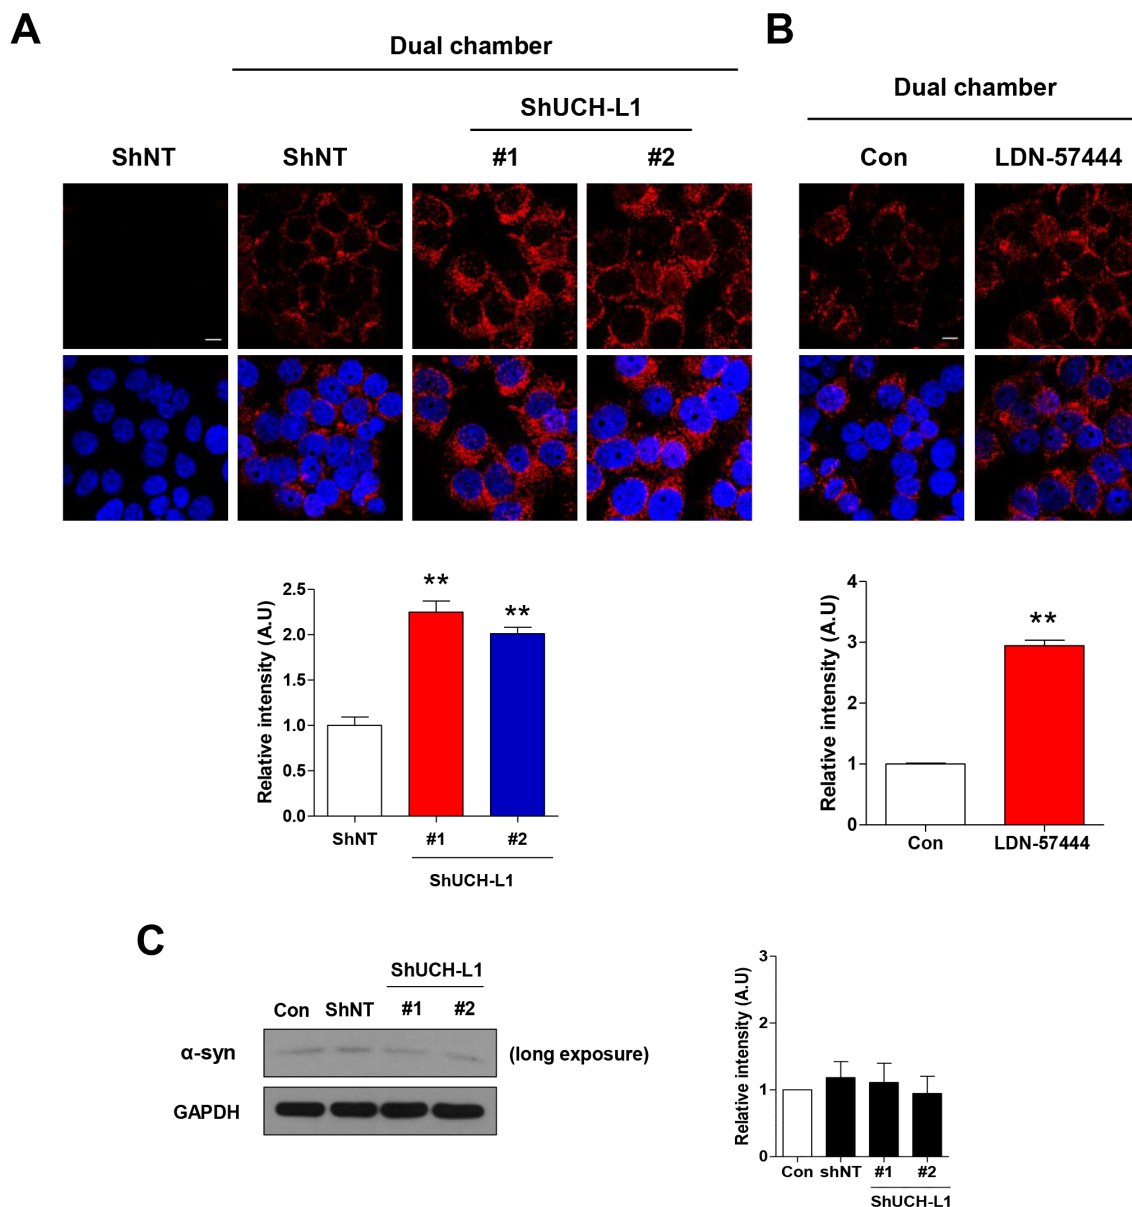 A
Dual chamber
ShUCH-L1
ShNT ShNT #1 #2
B
Dual chamber
Con LDN-57444
Relative intensity (A.U)
2.5
2.0
1.5
1.0
0.5
0.0
** **
ShNT #1 #2
ShUCH-L1
Relative intensity (A.U)
4
3
2
1
0
**
Con LDN-57444
C
ShUCH-L1
Con ShNT #1 #2
α-syn (long exposure)
GAPDH
Relative intensity (A.U)
3
2
1
0
Con shNT #1 #2
ShUCH-L1